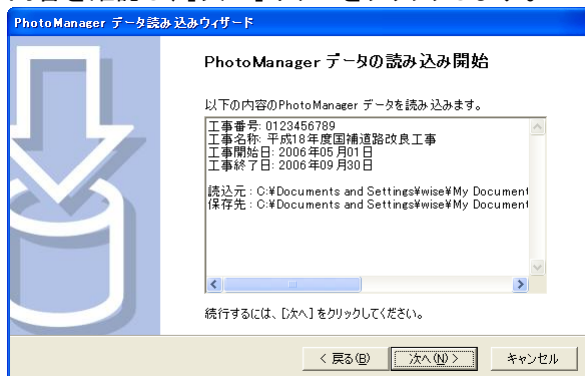 PhotoManager データ読み込みウィザード
PhotoManager データの読み込み開始
以下の内容のPhotoManager データを読み込みます。
工事番号: 0123456789
工事名称: 平成18年度国補道路改良工事
工事開始日: 2006年05月01日
工事終了日: 2006年09月30日
読込元 : C:¥Documents and Settings¥wise¥My Document
保存先 : C:¥Documents and Settings¥wise¥My Document
続行するには、[次へ] をクリックしてください。
< 戻る(B) 次へ(N) > キャンセル